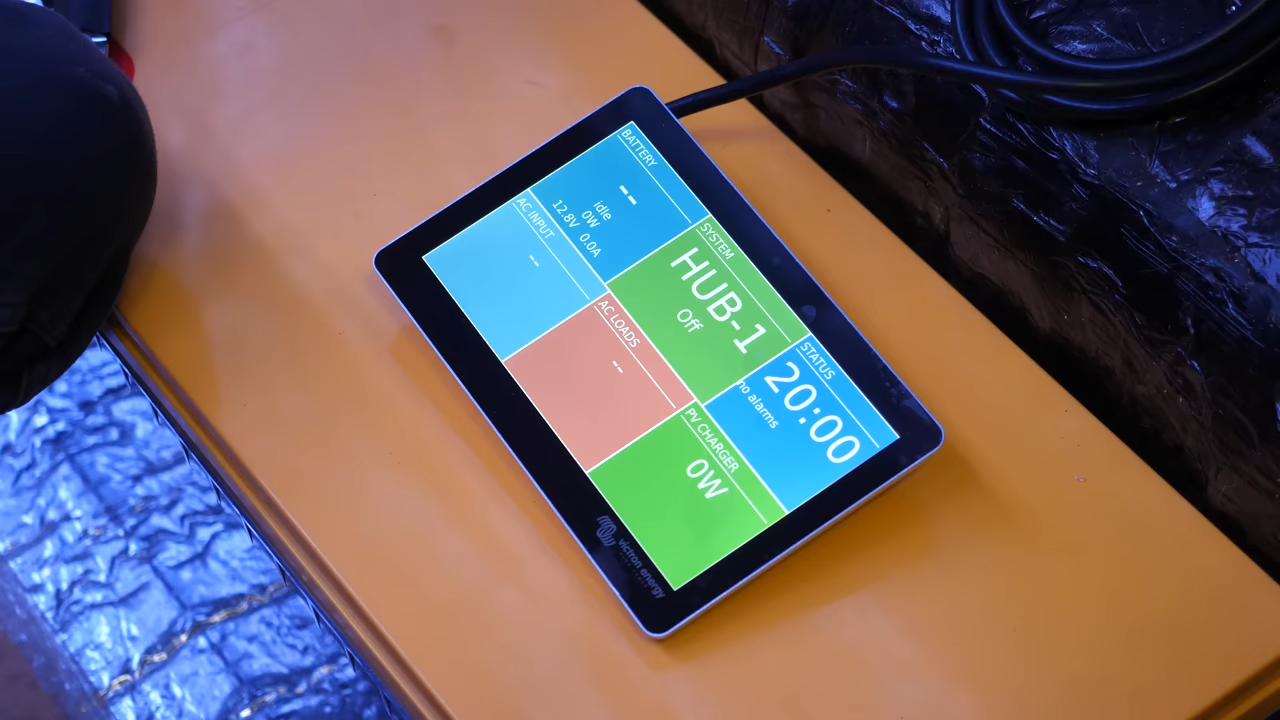 BATTERY
--
idle
0W
12.8V 0.0A
SYSTEM
HUB-1
Off
STATUS
20:00
no alarms
AC INPUT
--
AC LOADS
--
PV CHARGER
0W
victron energy